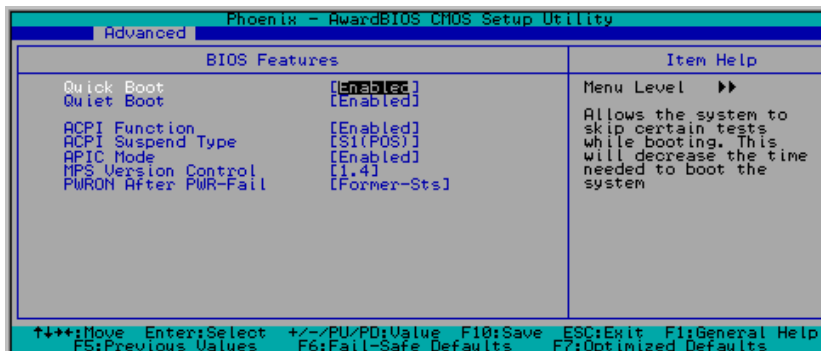 Phoenix - AwardBIOS CMOS Setup Utility
Advanced
BIOS Features
Item Help
Quick Boot [Enabled]
Quiet Boot [Enabled]
ACPI Function [Enabled]
ACPI Suspend Type [S1(POS)]
APIC Mode [Enabled]
MPS Version Control [1.4]
PWRON After PWR-Fail [Former-Sts]
Menu Level ▶▶
Allows the system to
skip certain tests
while booting. This
will decrease the time
needed to boot the
system
↑↓→←:Move Enter:Select +/-/PU/PD:Value F10:Save ESC:Exit F1:General Help
F5:Previous Values F6:Fail-Safe Defaults F7:Optimized Defaults